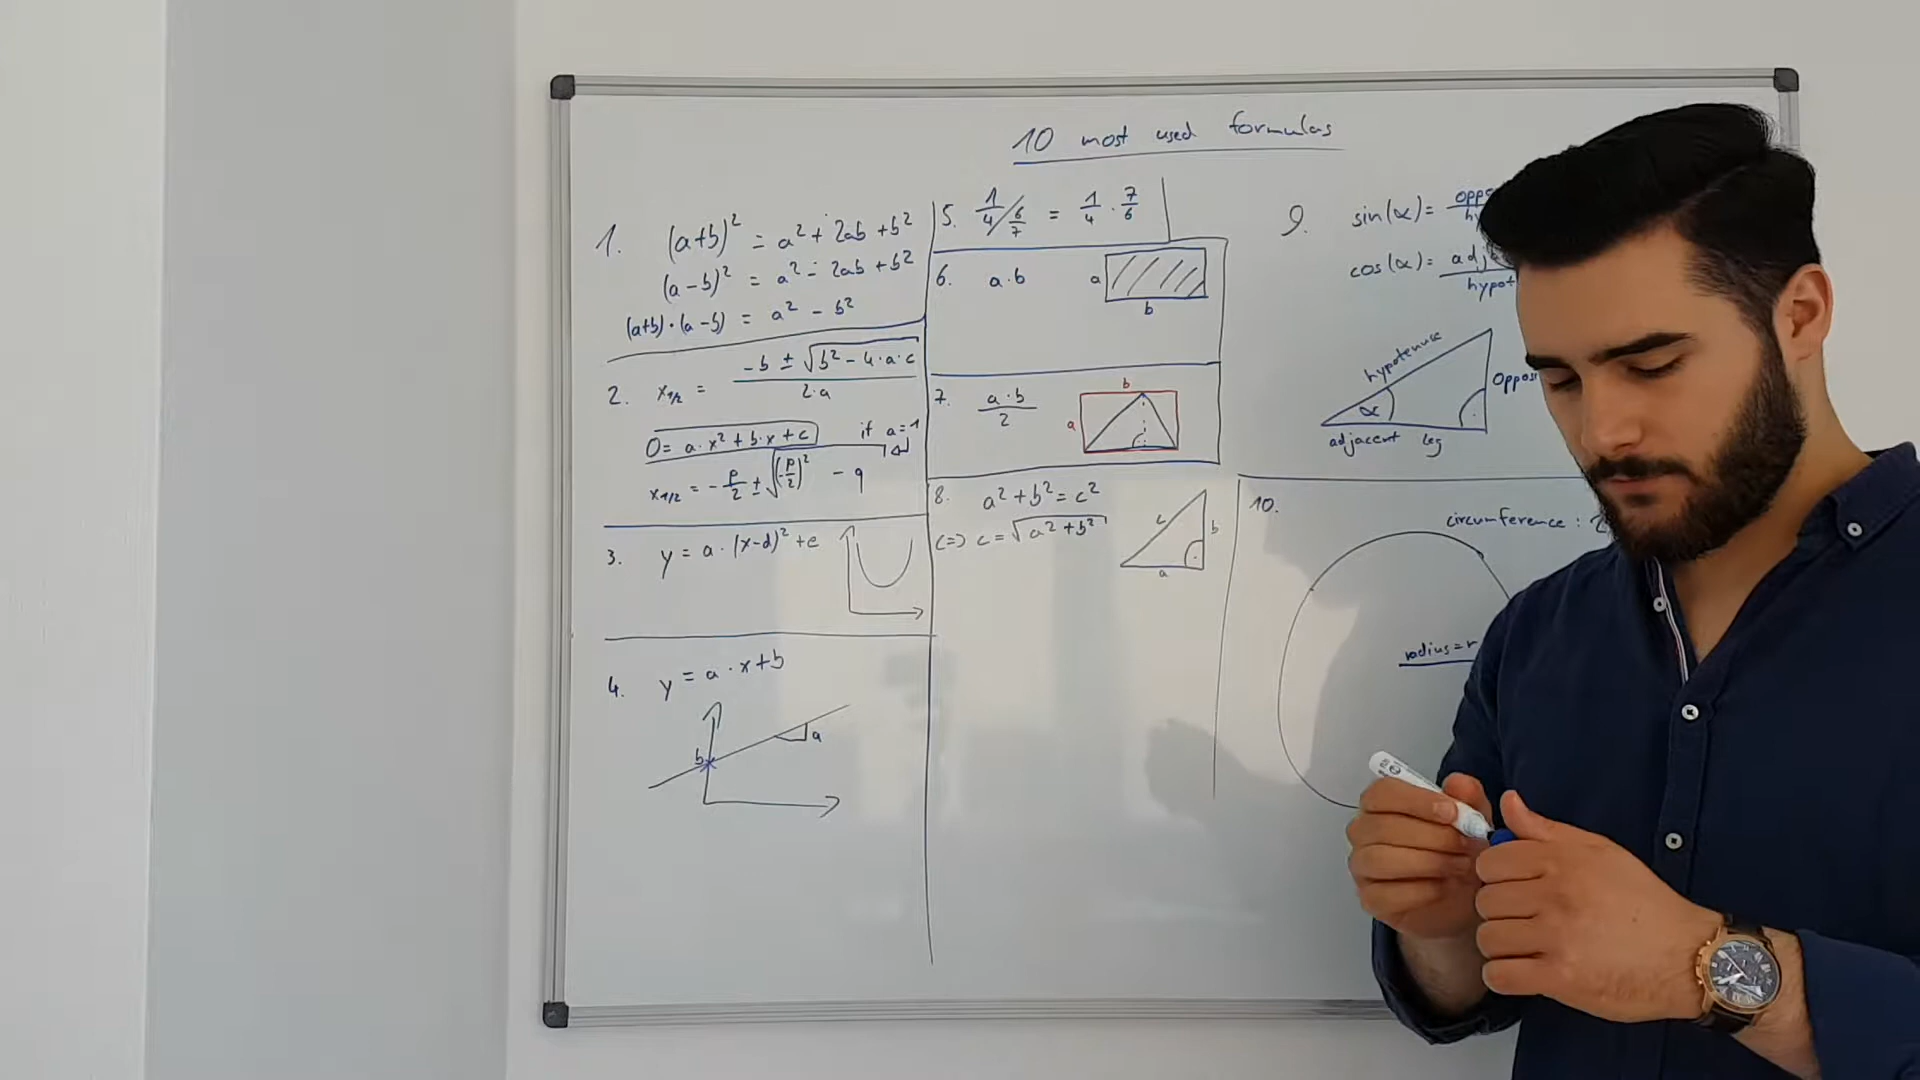 10 most used formulas
1. (a+b)² = a² + 2ab + b²
(a-b)² = a² - 2ab + b²
(a+b)·(a-b) = a² - b²
2. x₁/₂ = (-b ± √(b² - 4·a·c))/(2·a)
0 = a·x² + b·x + c if a=1
x₁/₂ = -p/2 ± √((p/2)² - q)
3. y = a·(x-d)² + e
4. y = a·x+b
b
a
5. 1/4 / 6/7 = 1/4 · 7/6
6. a·b
a
b
7. (a·b)/2
b
a
8. a² + b² = c²
<=> c = √(a² + b²)
c
b
a
9. sin(α) =
cos(α) =
hypotenuse
α
adjacent leg
10.
circumference :
radius = r